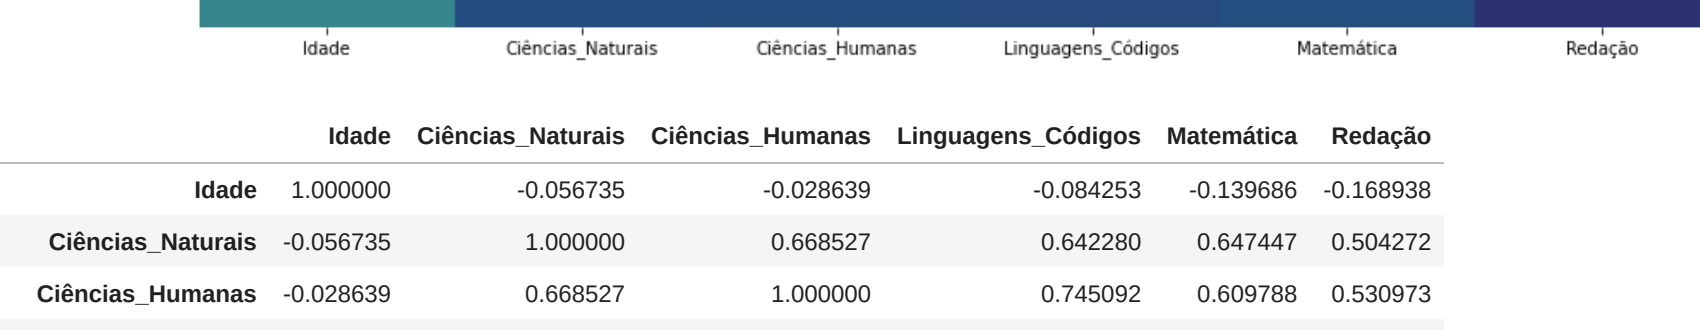 Idade Ciências_Naturais Ciências_Humanas Linguagens_Códigos Matemática Redação
Idade Ciências_Naturais Ciências_Humanas Linguagens_Códigos Matemática Redação
Idade 1.000000 -0.056735 -0.028639 -0.084253 -0.139686 -0.168938
Ciências_Naturais -0.056735 1.000000 0.668527 0.642280 0.647447 0.504272
Ciências_Humanas -0.028639 0.668527 1.000000 0.745092 0.609788 0.530973